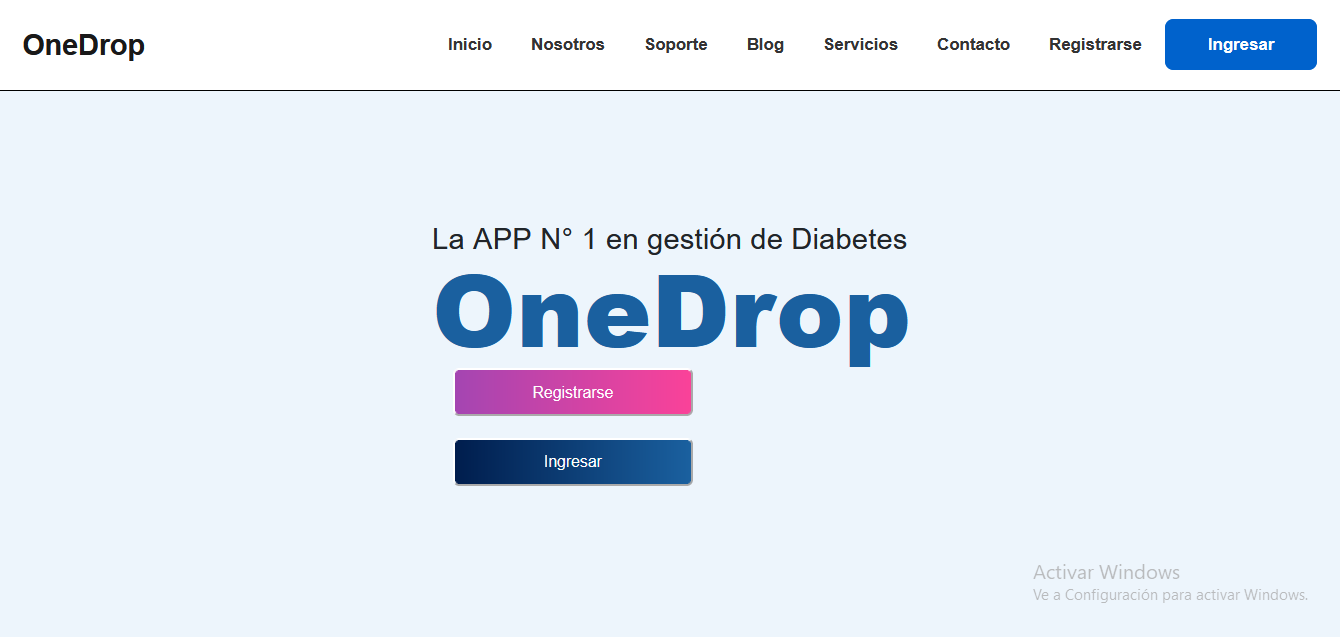 OneDrop Inicio Nosotros Soporte Blog Servicios Contacto Registrarse Ingresar
La APP N° 1 en gestión de Diabetes
OneDrop
Registrarse
Ingresar
Activar Windows
Ve a Configuración para activar Windows.